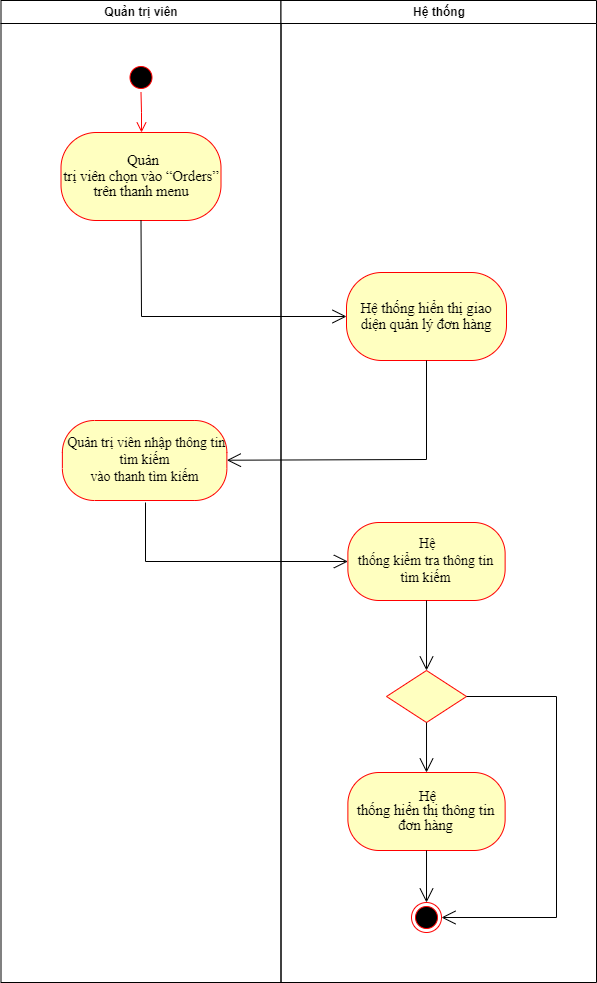 Quản trị viên
Hệ thống
Quản
trị viên chọn vào “Orders”
trên thanh menu
Hệ thống hiển thị giao
diện quản lý đơn hàng
Quản trị viên nhập thông tin
tìm kiếm
vào thanh tìm kiếm
Hệ
thống kiểm tra thông tin
tìm kiếm
Hệ
thống hiển thị thông tin
đơn hàng